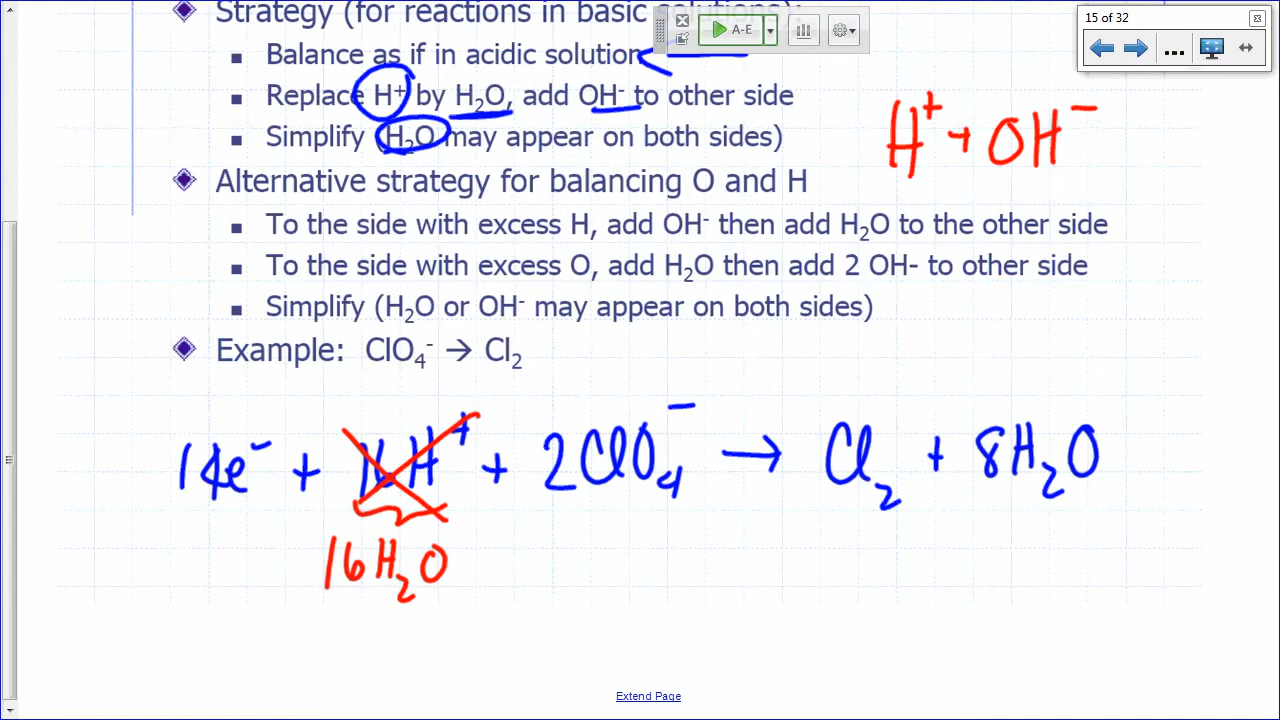 Strategy (for reactions in basic solutions):
A-E
15 of 32
Balance as if in acidic solution
Replace H⁺ by H₂O, add OH⁻ to other side
H⁺ + OH⁻
Simplify (H₂O may appear on both sides)
Alternative strategy for balancing O and H
To the side with excess H, add OH⁻ then add H₂O to the other side
To the side with excess O, add H₂O then add 2 OH- to other side
Simplify (H₂O or OH⁻ may appear on both sides)
Example: ClO₄⁻ → Cl₂
14e⁻ + 16H⁺ + 2ClO₄⁻ → Cl₂ + 8H₂O
16H₂O
Extend Page